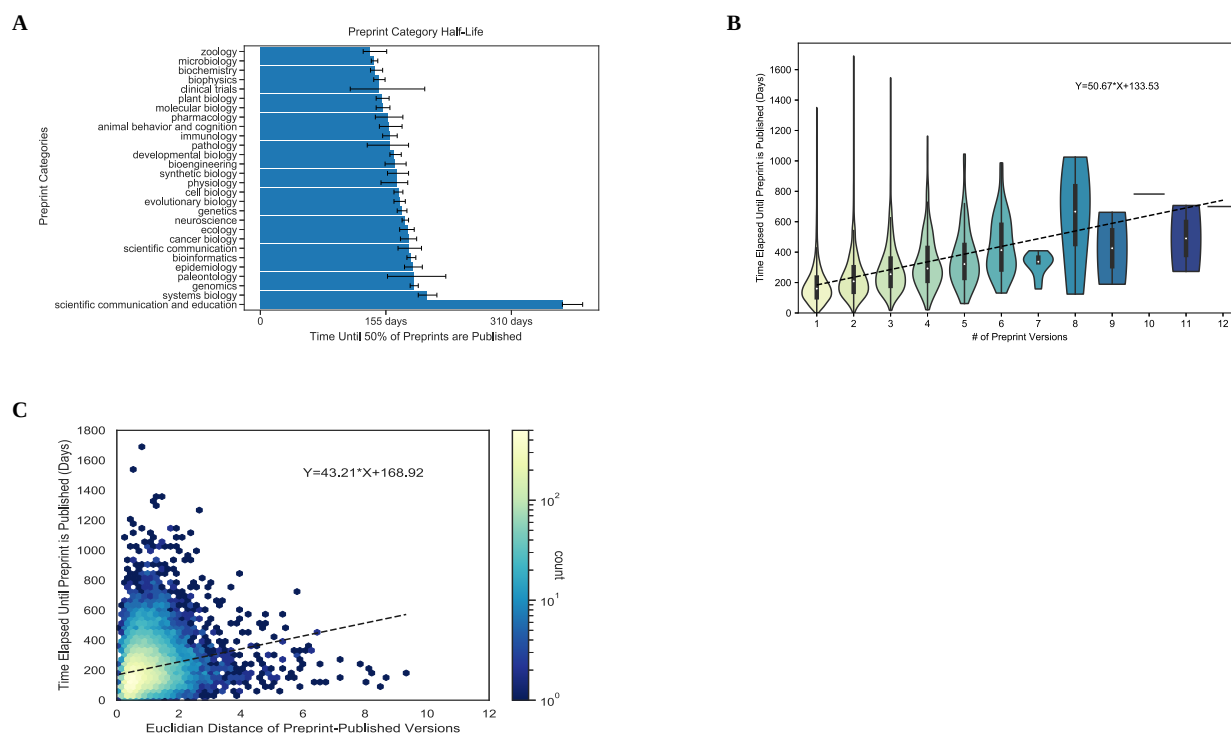 A
Preprint Category Half-Life
Preprint Categories
zoology
microbiology
biochemistry
biophysics
clinical trials
plant biology
molecular biology
pharmacology
animal behavior and cognition
immunology
pathology
developmental biology
bioengineering
synthetic biology
physiology
cell biology
evolutionary biology
genetics
neuroscience
ecology
cancer biology
scientific communication
bioinformatics
epidemiology
paleontology
genomics
systems biology
scientific communication and education
0 155 days 310 days
Time Until 50% of Preprints are Published
B
Time Elapsed Until Preprint is Published (Days)
1600
1400
1200
1000
800
600
400
200
0
Y=50.67*X+133.53
1 2 3 4 5 6 7 8 9 10 11 12
# of Preprint Versions
C
Time Elapsed Until Preprint is Published (Days)
1800
1600
1400
1200
1000
800
600
400
200
0
Y=43.21*X+168.92
0 2 4 6 8 10 12
Euclidian Distance of Preprint-Published Versions
10²
10¹
10⁰
count